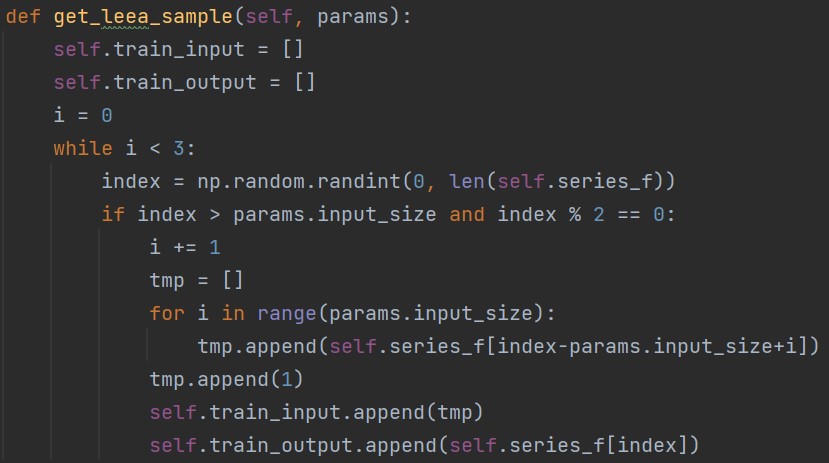 def get_leea_sample(self, params):
    self.train_input = []
    self.train_output = []
    i = 0
    while i < 3:
        index = np.random.randint(0, len(self.series_f))
        if index > params.input_size and index % 2 == 0:
            i += 1
            tmp = []
            for i in range(params.input_size):
                tmp.append(self.series_f[index-params.input_size+i])
            tmp.append(1)
            self.train_input.append(tmp)
            self.train_output.append(self.series_f[index])